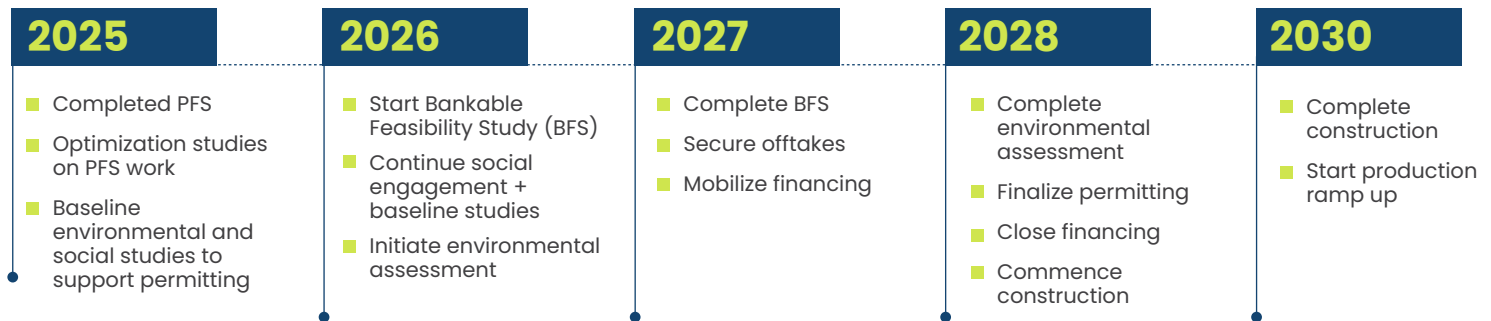 2025
Completed PFS
Optimization studies
on PFS work
Baseline
environmental and
social studies to
support permitting
2026
Start Bankable
Feasibility Study (BFS)
Continue social
engagement +
baseline studies
Initiate environmental
assessment
2027
Complete BFS
Secure offtakes
Mobilize financing
2028
Complete
environmental
assessment
Finalize permitting
Close financing
Commence
construction
2030
Complete
construction
Start production
ramp up